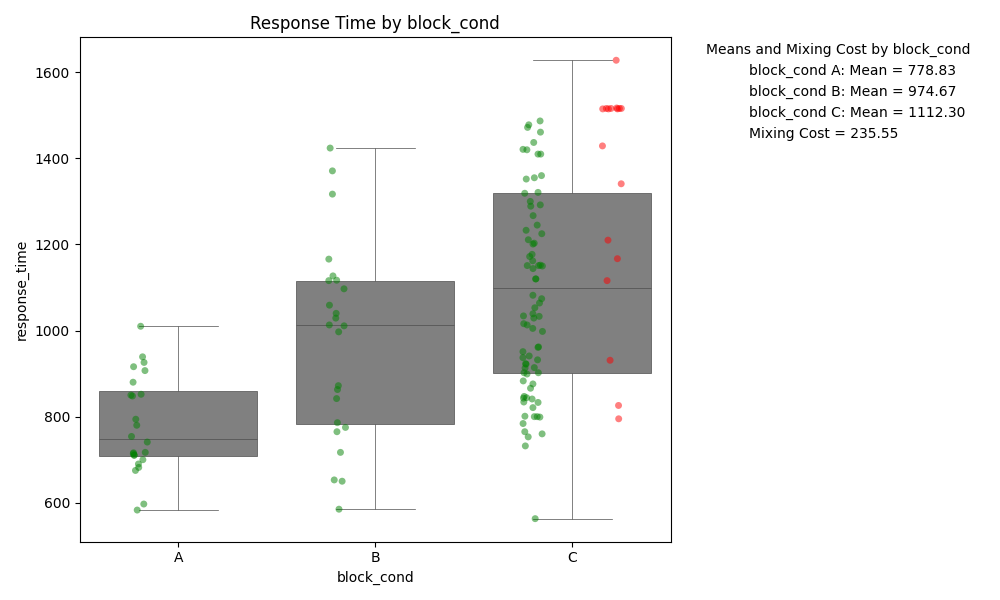 Response Time by block_cond
Means and Mixing Cost by block_cond
block_cond A: Mean = 778.83
block_cond B: Mean = 974.67
block_cond C: Mean = 1112.30
Mixing Cost = 235.55
response_time
1600
1400
1200
1000
800
600
A
B
C
block_cond